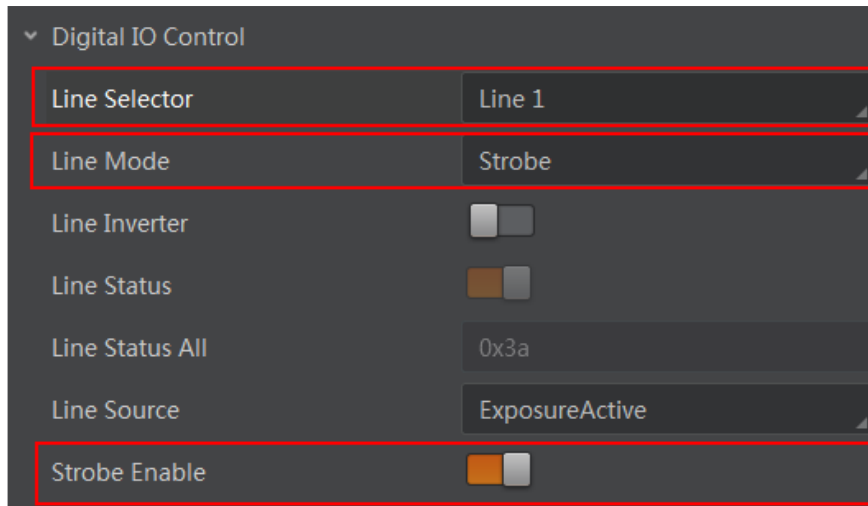 Digital IO Control
Line Selector Line 1
Line Mode Strobe
Line Inverter
Line Status
Line Status All 0x3a
Line Source ExposureActive
Strobe Enable